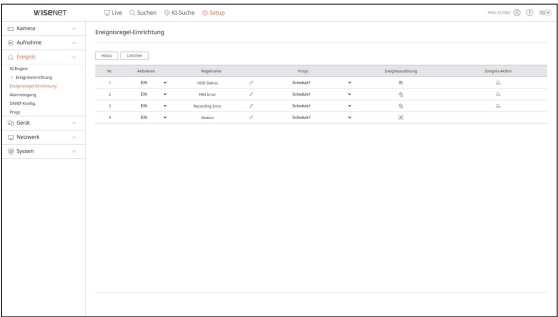 WISENET
Live Suchen KI-Suche Setup
Kamera
Aufnahme
Ereignis
KI Engine
Ereigniseinrichtung
Ereignisregel-Einrichtung
Alarmeingang
ONVIF Konfig.
Progr.
Gerät
Netzwerk
System
Ereignisregel-Einrichtung
Hinzu Löschen
Nr. Aktivieren Regelname Progr. Ereignisauslösung Ereignis-Aktion
1 EIN HDD Status Schedule1
2 EIN FAN Error Schedule1
3 EIN Recording Error Schedule1
4 EIN Motion Schedule1